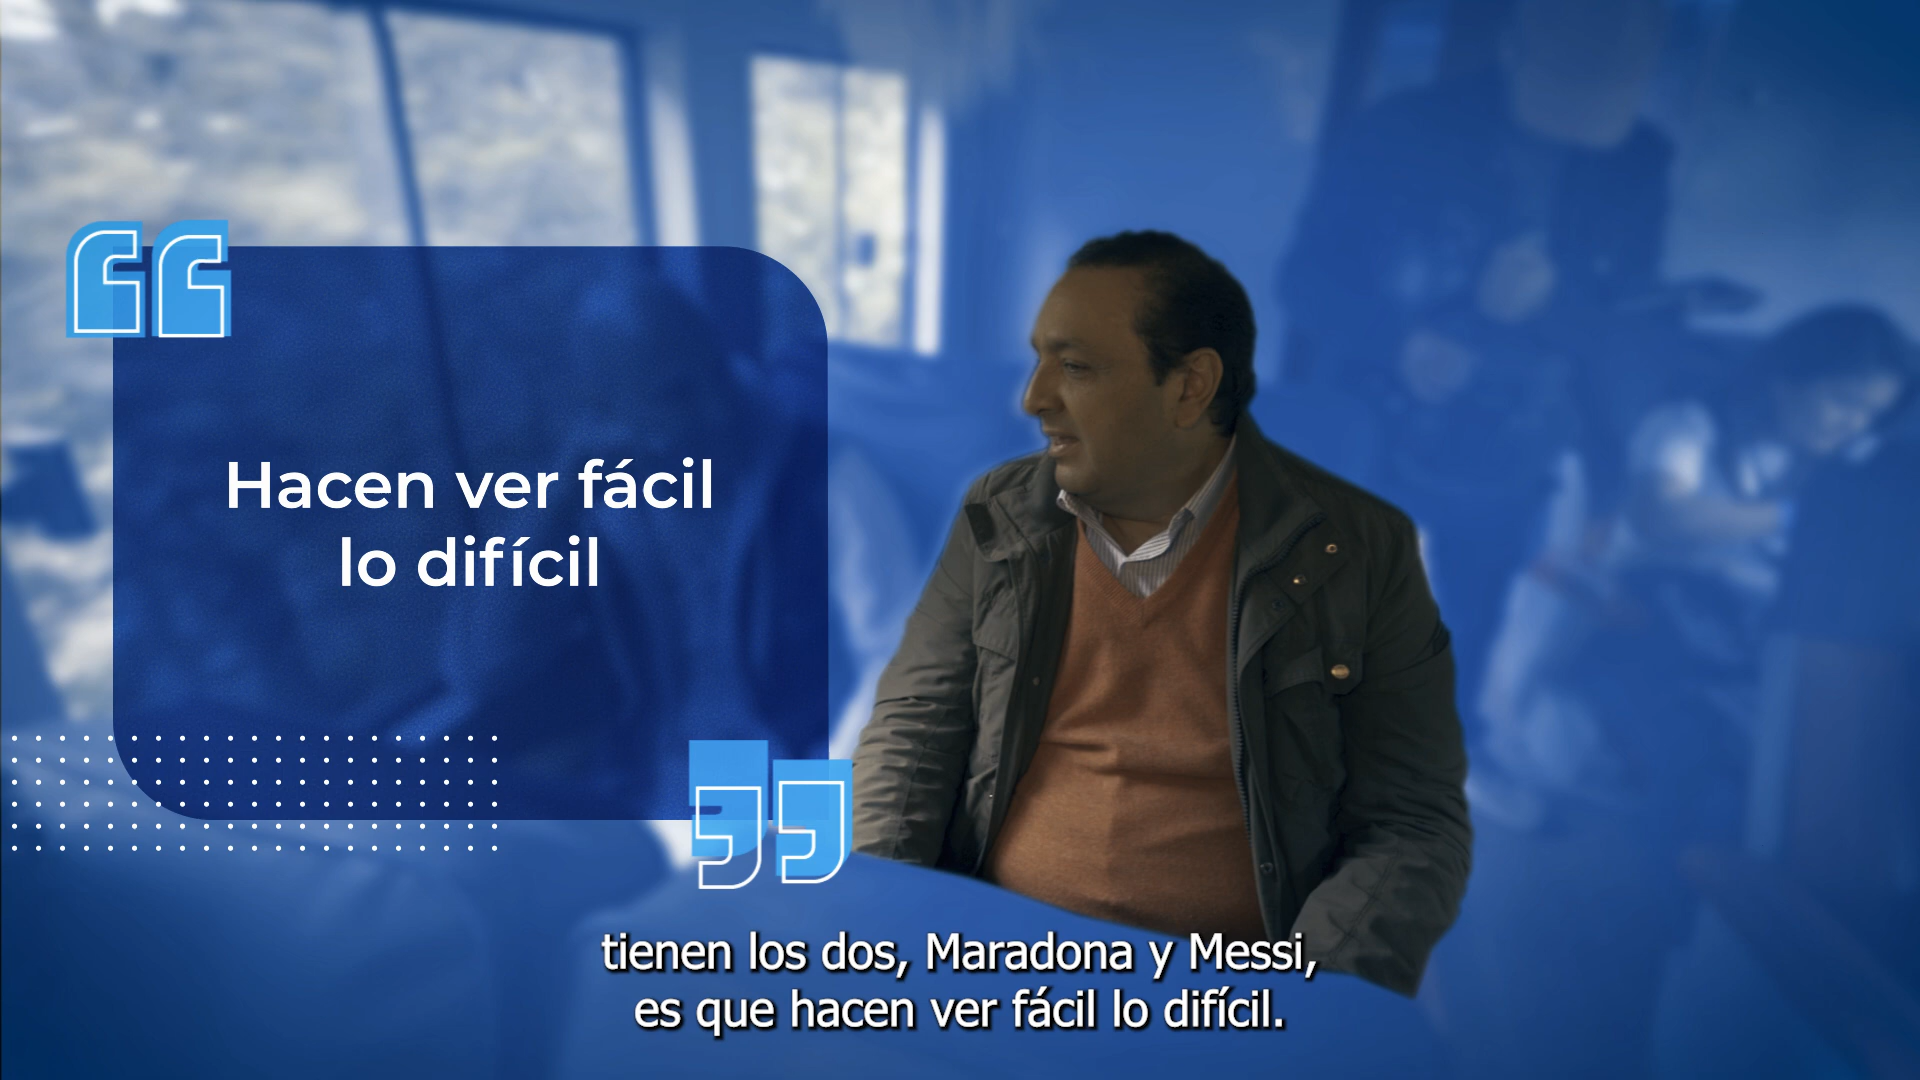 Hacen ver fácil
lo difícil
tienen los dos, Maradona y Messi,
es que hacen ver fácil lo difícil.